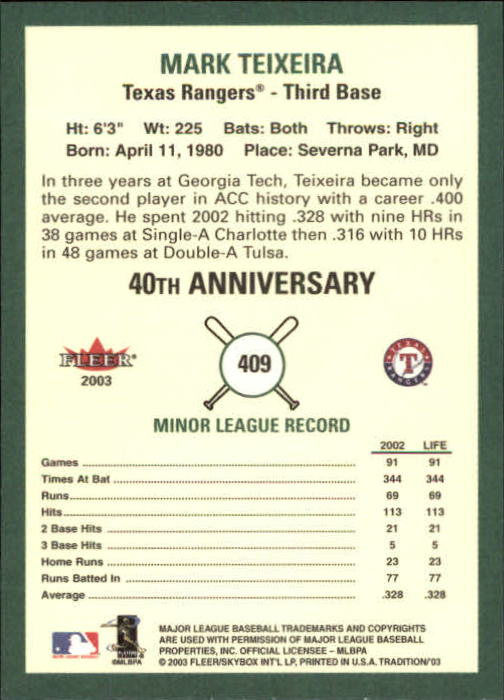 MARK TEIXEIRA
Texas Rangers® - Third Base
Ht: 6'3" Wt: 225 Bats: Both Throws: Right
Born: April 11, 1980 Place: Severna Park, MD
In three years at Georgia Tech, Teixeira became only
the second player in ACC history with a career .400
average. He spent 2002 hitting .328 with nine HRs in
38 games at Single-A Charlotte then .316 with 10 HRs
in 48 games at Double-A Tulsa.
40TH ANNIVERSARY
FLEER®
2003
409
TEXAS
T
RANGERS
MINOR LEAGUE RECORD
2002 LIFE
Games 91 91
Times At Bat 344 344
Runs 69 69
Hits 113 113
2 Base Hits 21 21
3 Base Hits 5 5
Home Runs 23 23
Runs Batted In 77 77
Average .328 .328
©MLBPA
MAJOR LEAGUE BASEBALL TRADEMARKS AND COPYRIGHTS
ARE USED WITH PERMISSION OF MAJOR LEAGUE BASEBALL
PROPERTIES, INC. OFFICIAL LICENSEE – MLBPA
© 2003 FLEER/SKYBOX INT'L LP, PRINTED IN U.S.A. TRADITION'03